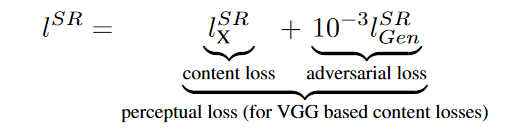 l^{SR} = l^{SR}_{X} + 10^{-3}l^{SR}_{Gen}
content loss adversarial loss
perceptual loss (for VGG based content losses)